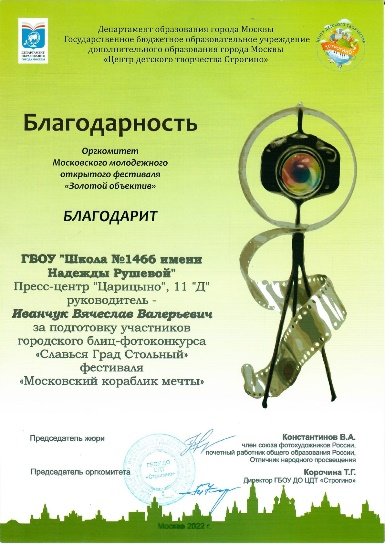 Департамент образования города Москвы
Государственное бюджетное образовательное учреждение
дополнительного образования города Москвы
«Центр детского творчества Строгино»
Благодарность
Оргкомитет
Московского молодежного
открытого фестиваля
«Золотой объектив»
БЛАГОДАРИТ
ГБОУ "Школа №1466 имени
Надежды Рушевой"
Пресс-центр "Царицыно", 11 "Д"
руководитель -
Иванчук Вячеслав Валерьевич
за подготовку участников
городского блиц-фотоконкурса
«Славься Град Стольный»
фестиваля
«Московский кораблик мечты»
Председатель жюри
Константинов В.А.
член союза фотохудожников России,
почетный работник общего образования России,
Отличник народного просвещения
Председатель оргкомитета
Корочина Т.Г.
Директор ГБОУ ДО ЦДТ «Строгино»
Москва 2022 г.